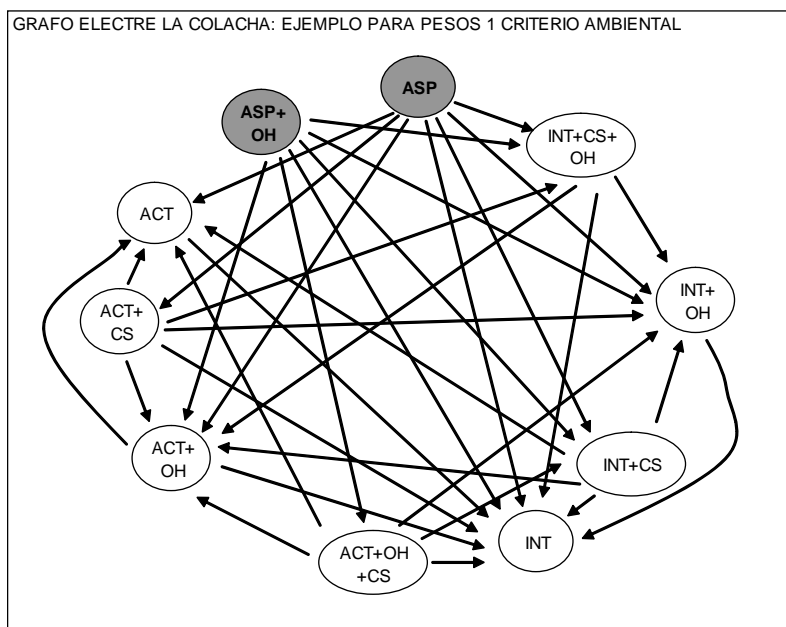 GRAFO ELECTRE LA COLACHA: EJEMPLO PARA PESOS 1 CRITERIO AMBIENTAL
ASP
ASP+
OH
INT+CS+
OH
ACT
INT+
OH
ACT+
CS
ACT+
OH
INT+CS
INT
ACT+OH
+CS